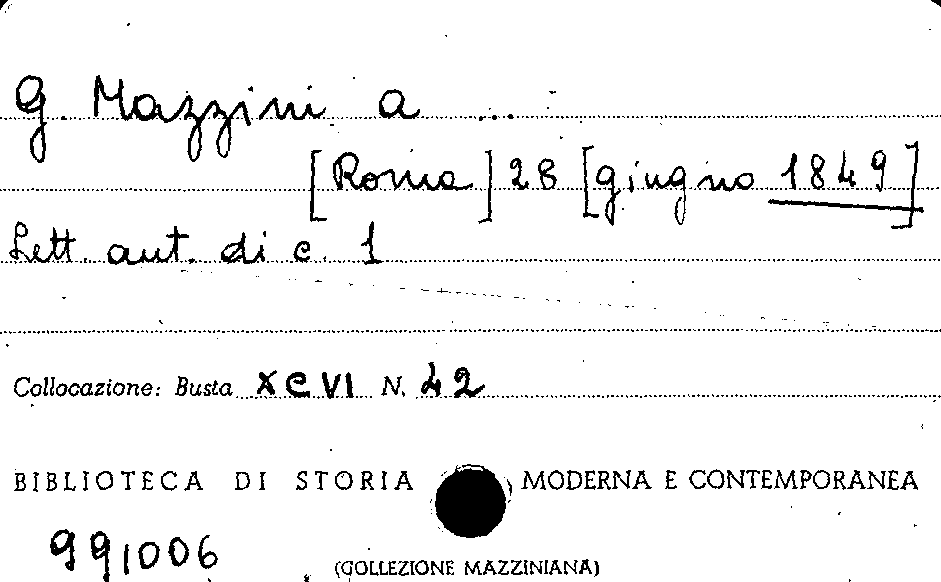 G. Mazzini a ...
[Roma] 28 [giugno 1849]
Lett. aut. di c. 1
Collocazione: Busta XCVI N. 42
BIBLIOTECA DI STORIA MODERNA E CONTEMPORANEA
991006
(COLLEZIONE MAZZINIANA)